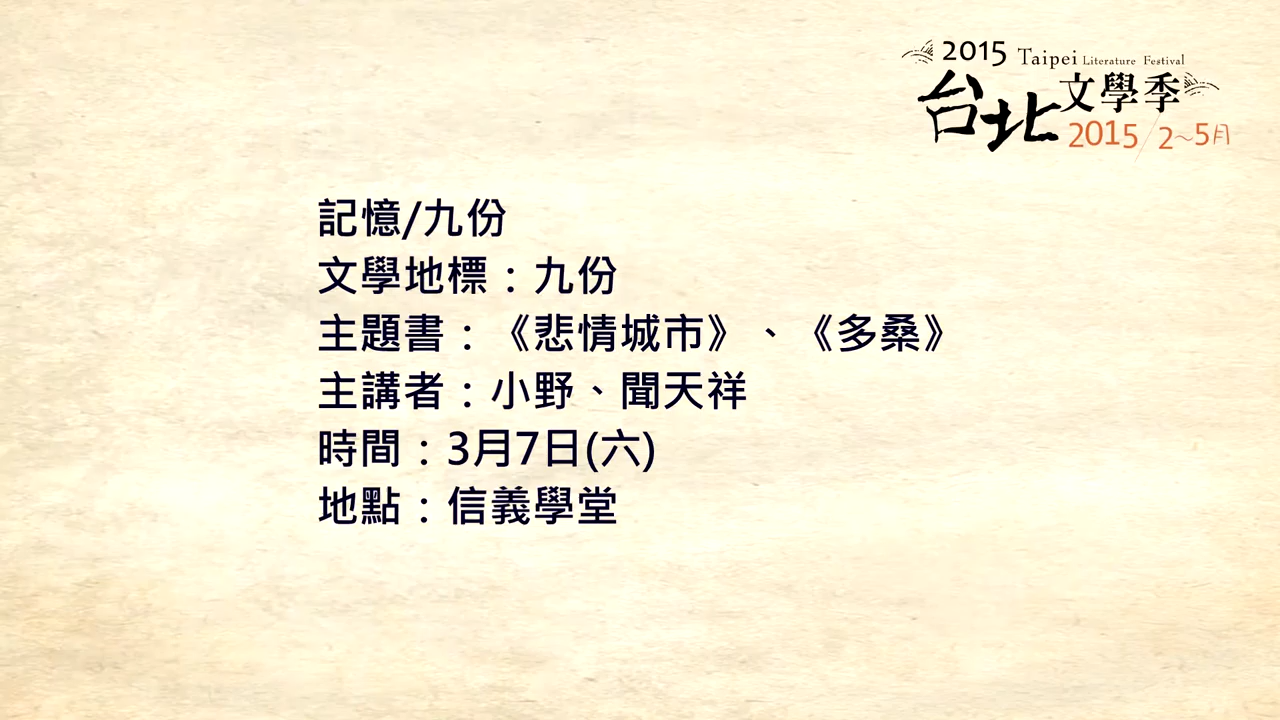 2015 Taipei Literature Festival
台北文學季
2015/2~5月
記憶/九份
文學地標：九份
主題書：《悲情城市》、《多桑》
主講者：小野、聞天祥
時間：3月7日(六)
地點：信義學堂